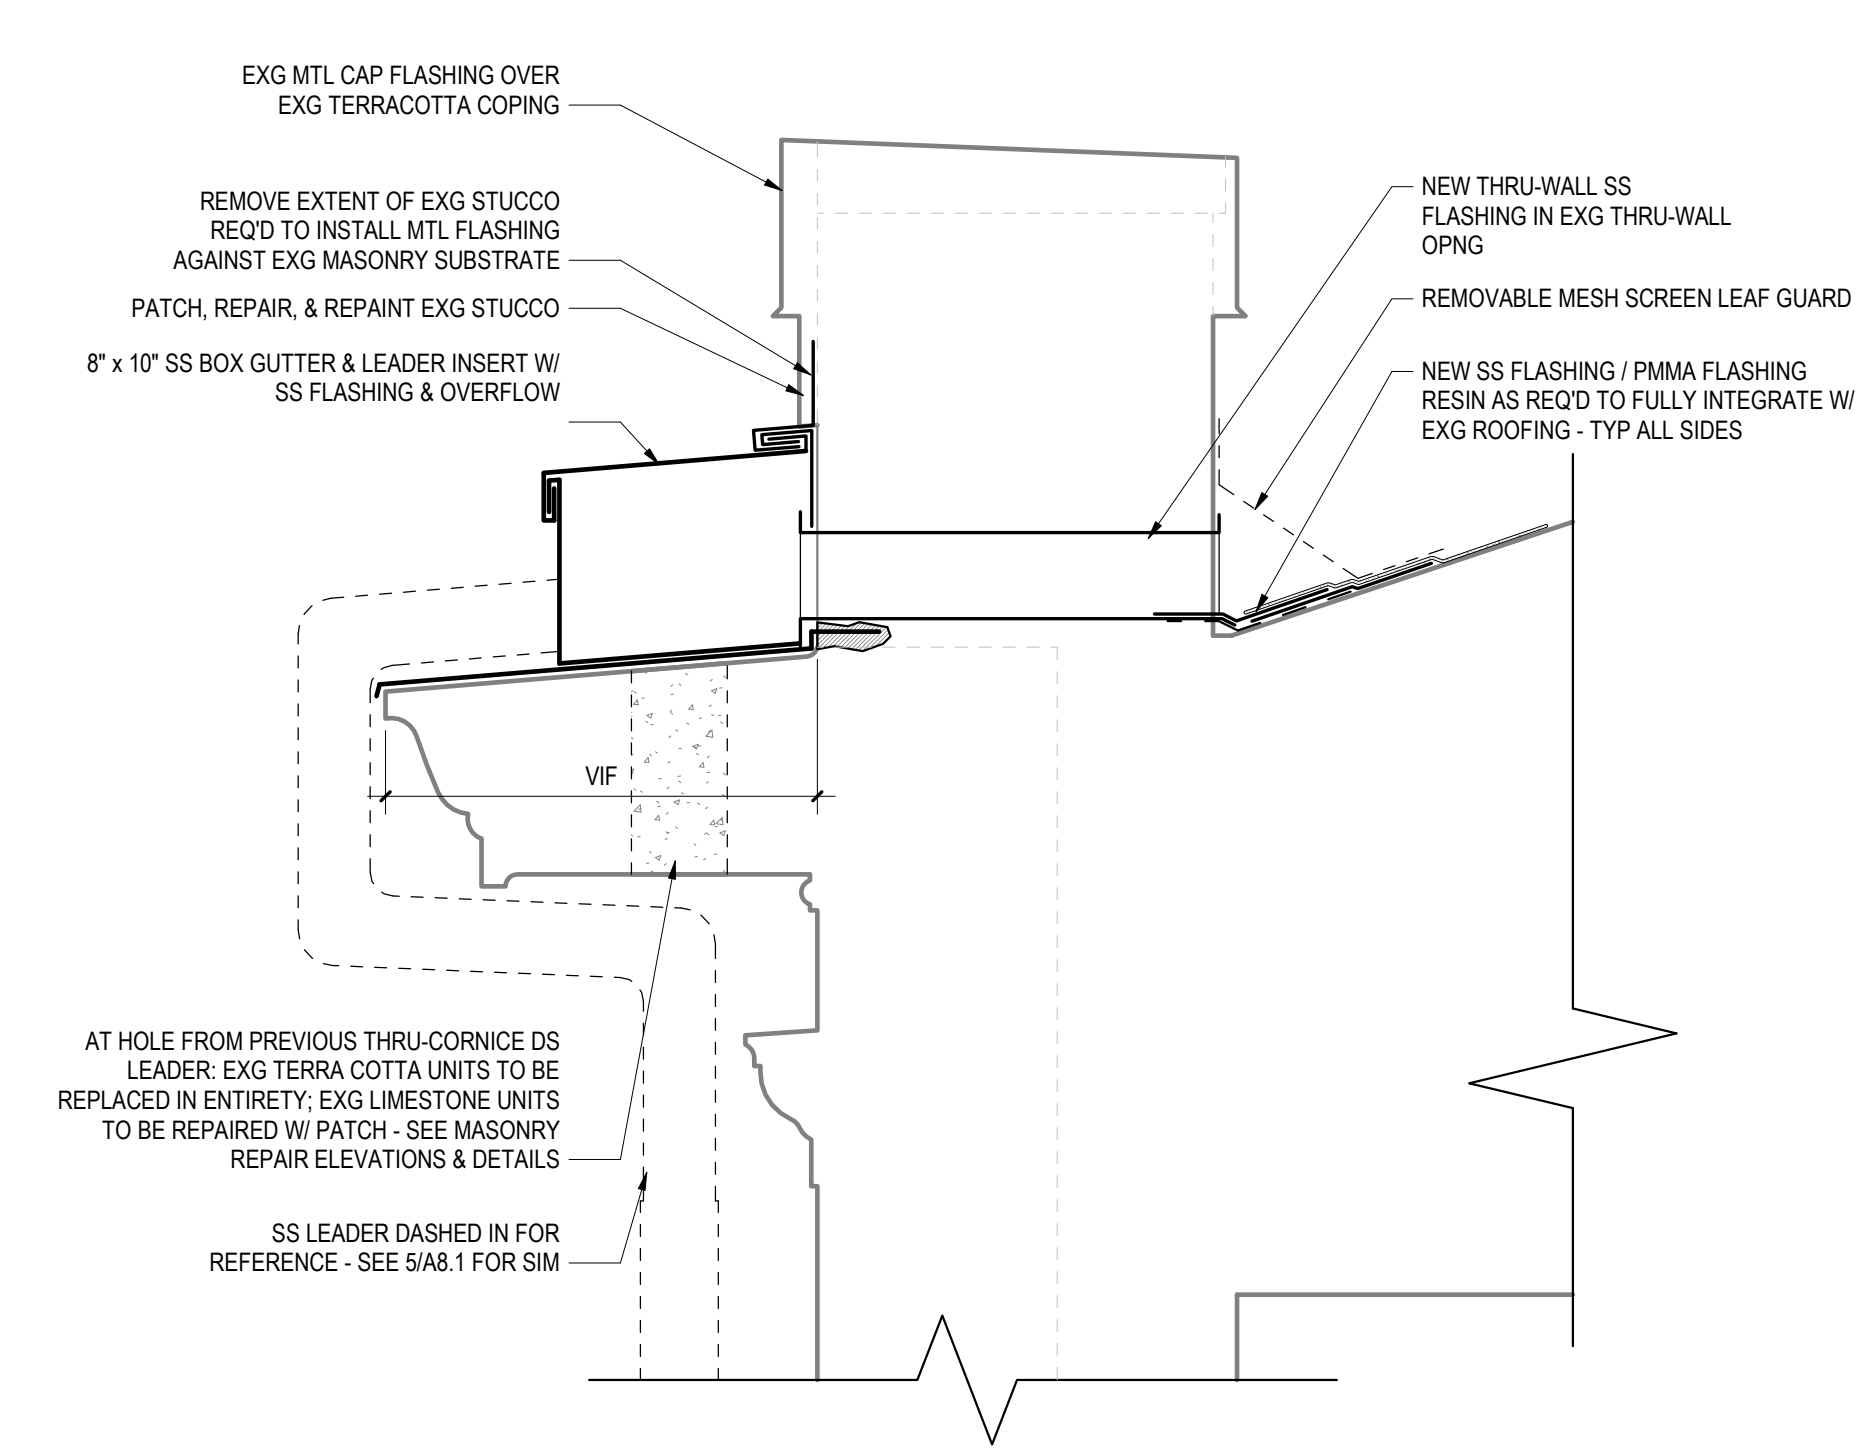 EXG MTL CAP FLASHING OVER
EXG TERRACOTTA COPING
REMOVE EXTENT OF EXG STUCCO
REQ'D TO INSTALL MTL FLASHING
AGAINST EXG MASONRY SUBSTRATE
PATCH, REPAIR, & REPAINT EXG STUCCO
8" x 10" SS BOX GUTTER & LEADER INSERT W/
SS FLASHING & OVERFLOW
NEW THRU-WALL SS
FLASHING IN EXG THRU-WALL
OPNG
REMOVABLE MESH SCREEN LEAF GUARD
NEW SS FLASHING / PMMA FLASHING
RESIN AS REQ'D TO FULLY INTEGRATE W/
EXG ROOFING - TYP ALL SIDES
VIF
AT HOLE FROM PREVIOUS THRU-CORNICE DS
LEADER: EXG TERRA COTTA UNITS TO BE
REPLACED IN ENTIRETY; EXG LIMESTONE UNITS
TO BE REPAIRED W/ PATCH - SEE MASONRY
REPAIR ELEVATIONS & DETAILS
SS LEADER DASHED IN FOR
REFERENCE - SEE 5/A8.1 FOR SIM